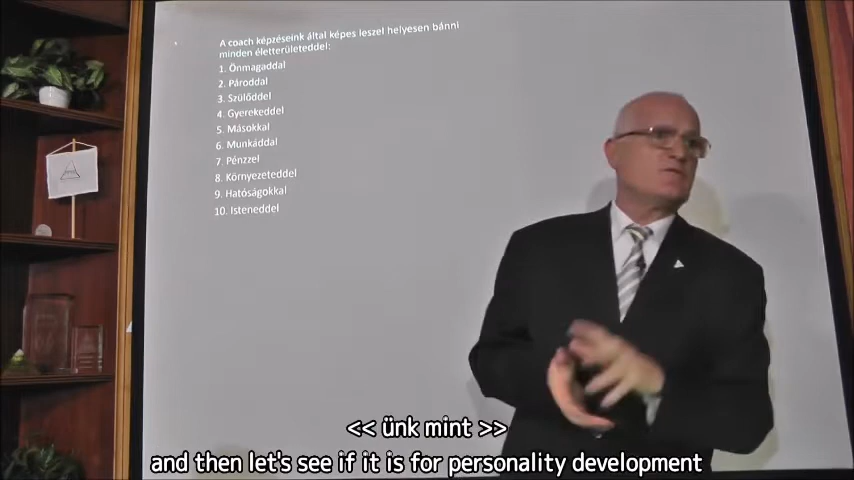 A coach képzéseink által képes leszel helyesen bánni
minden életterületeddel:
1. Önmagaddal
2. Pároddal
3. Szülőddel
4. Gyerekeddel
5. Másokkal
6. Munkáddal
7. Pénzzel
8. Környezeteddel
9. Hatóságokkal
10. Isteneddel
<< ünk mint >>
and then let's see if it is for personality development